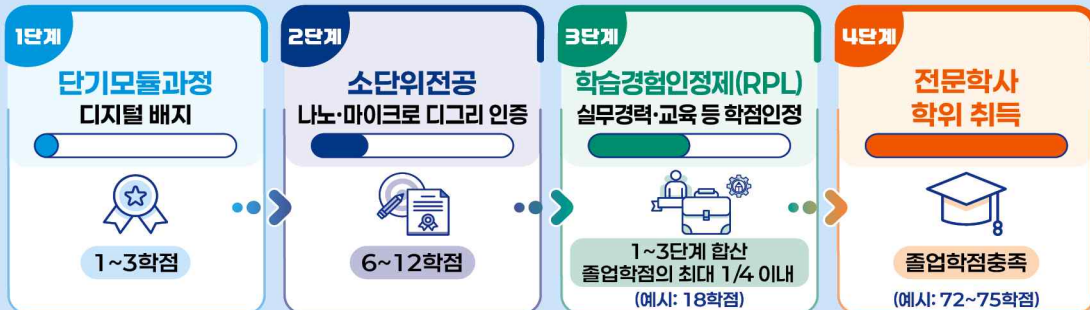 1단계
단기모듈과정
디지털 배지
1~3학점
2단계
소단위전공
나노·마이크로 디그리 인증
6~12학점
3단계
학습경험인정제(RPL)
실무경력·교육 등 학점인정
1~3단계 합산
졸업학점의 최대 1/4 이내
(예시: 18학점)
4단계
전문학사
학위 취득
졸업학점충족
(예시: 72~75학점)